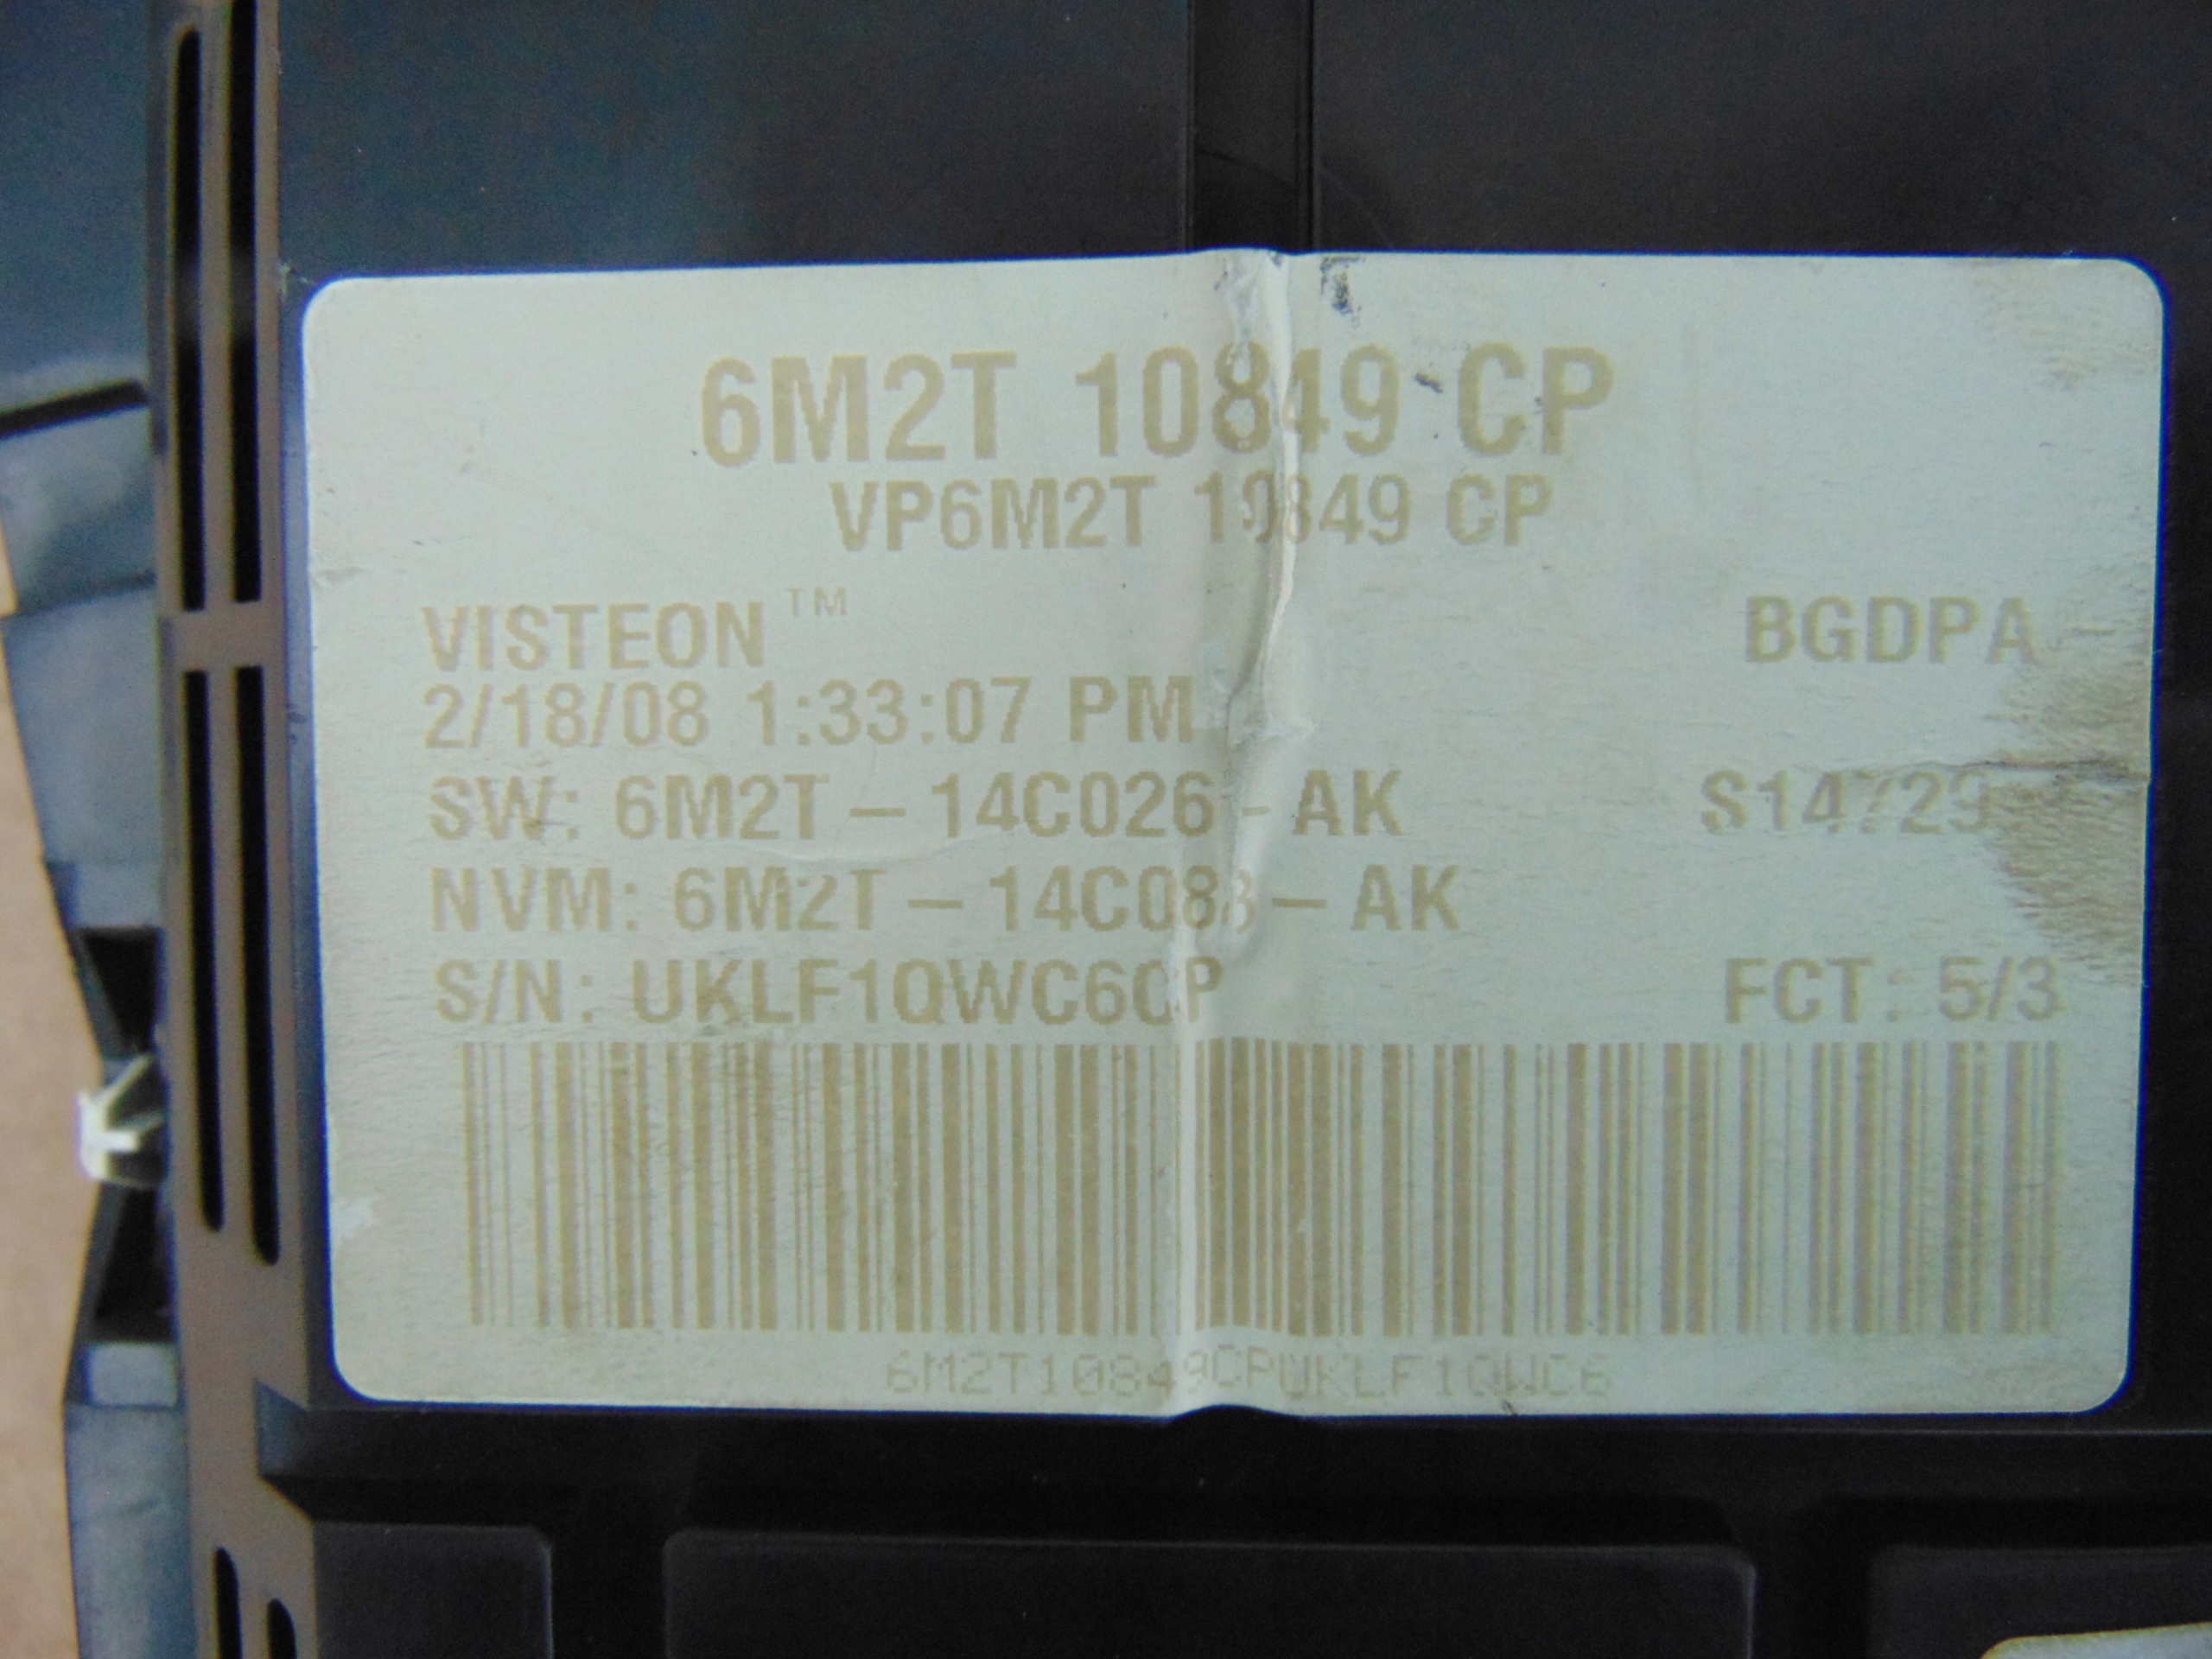 6M2T 10849 CP
VP6M2T 10849 CP
VISTEON™ BGDPA
2/18/08 1:33:07 PM
SW: 6M2T – 14C026 - AK S14729
NVM: 6M2T – 14C088 – AK
S/N: UKLF1QWC6CP FCT: 5/3
6M2T10849CPUKLF1QWC6